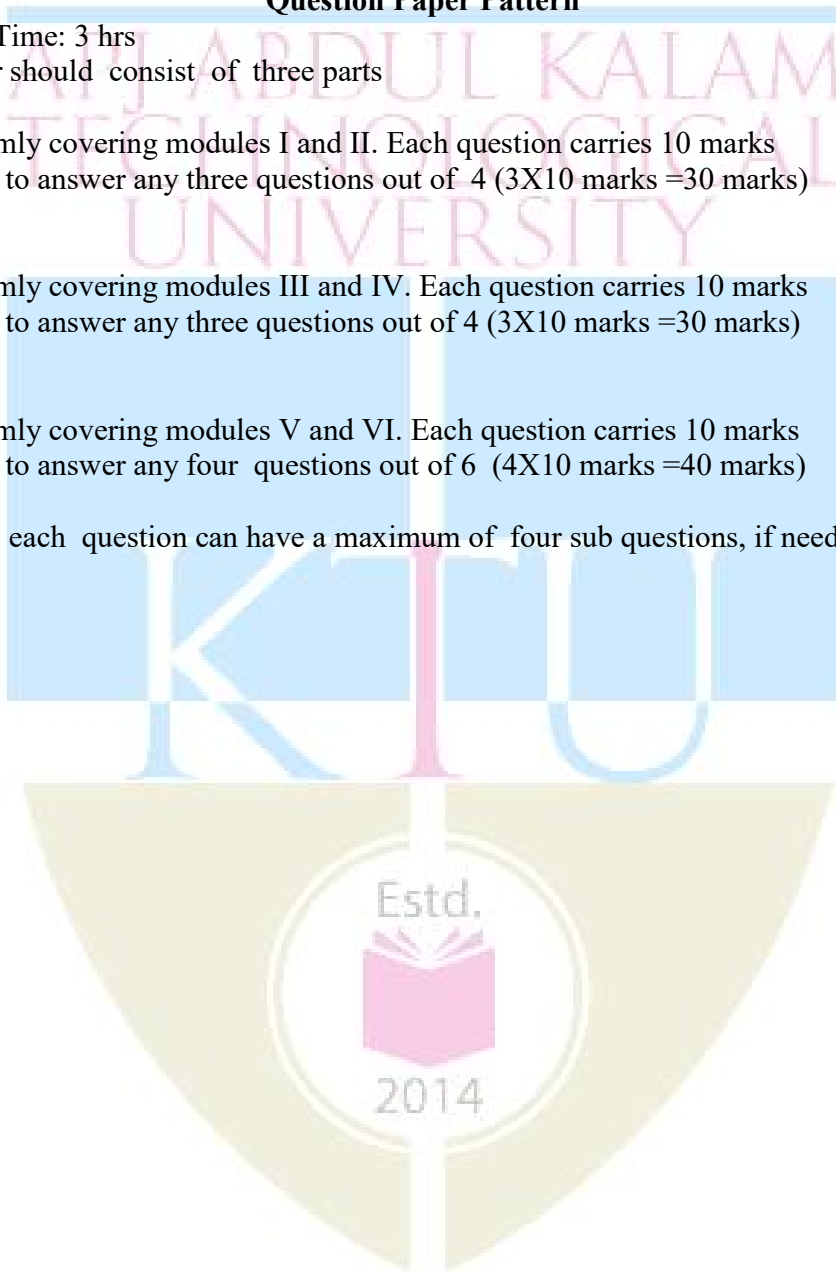 Question Paper Pattern
Time: 3 hrs
should consist of three parts
APJ ABDUL KALAM
TECHNOLOGICAL
covering modules I and II. Each question carries 10 marks
to answer any three questions out of 4 (3X10 marks =30 marks)
UNIVERSITY
covering modules III and IV. Each question carries 10 marks
to answer any three questions out of 4 (3X10 marks =30 marks)
covering modules V and VI. Each question carries 10 marks
to answer any four questions out of 6 (4X10 marks =40 marks)
each question can have a maximum of four sub questions, if
KTU
Estd.
2014